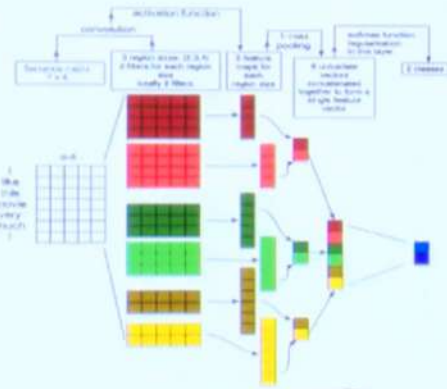 activation function
convolution
1-max
pooling
softmax function
regularization
in this layer
3 region sizes: (2,3,4)
2 filters for each region
size
totally 6 filters
2 feature
maps for
each
region size
6 univariate
vectors
concatenated
together to form a
single feature
vector
Sentence matrix
7 × 5
2 classes
d=5
I
like
this
movie
very
much
!